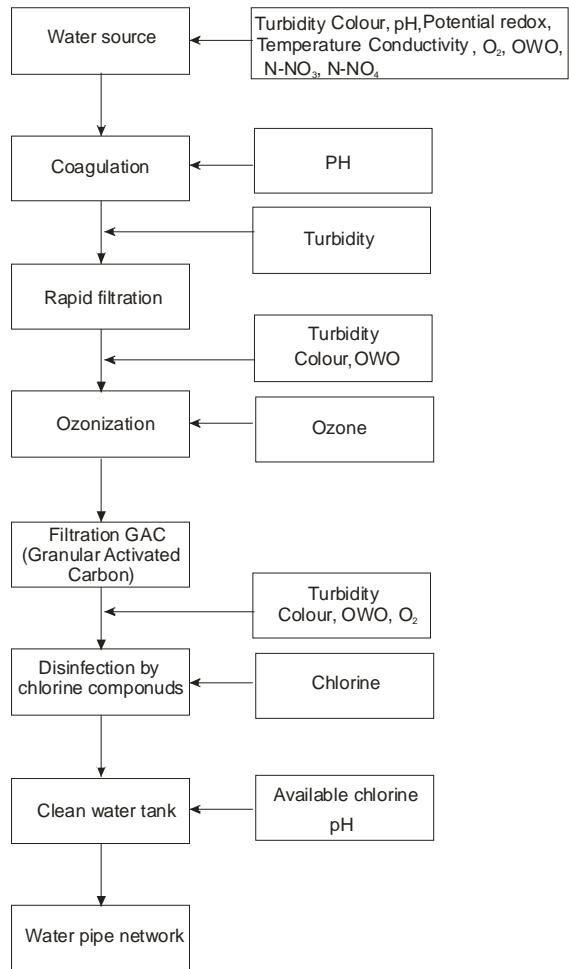 Water source
Turbidity Colour, pH, Potential redox,
Temperature Conductivity, O₂, OWO,
N-NO₃, N-NO₄
Coagulation
PH
Turbidity
Rapid filtration
Turbidity
Colour, OWO
Ozonization
Ozone
Filtration GAC
(Granular Activated
Carbon)
Turbidity
Colour, OWO, O₂
Disinfection by
chlorine componuds
Chlorine
Clean water tank
Available chlorine
pH
Water pipe network